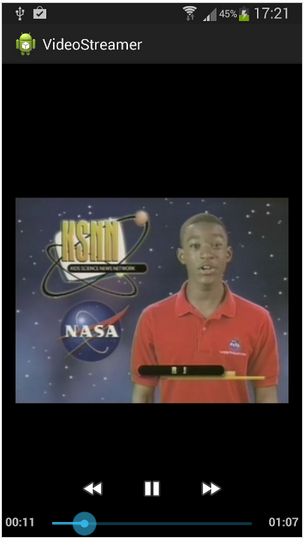 45% 17:21
VideoStreamer
KSNN
KIDS SCIENCE NEWS NETWORK
NASA
00:11
01:07